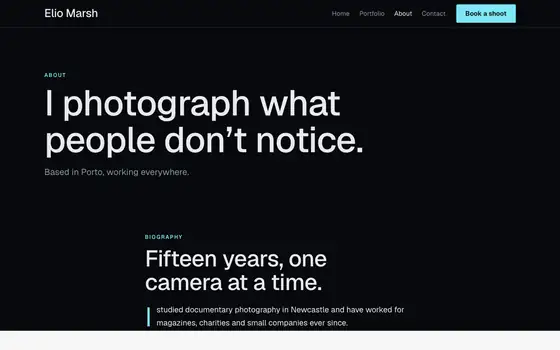 Elio Marsh
Home Portfolio About Contact Book a shoot
ABOUT
I photograph what
people don’t notice.
Based in Porto, working everywhere.
BIOGRAPHY
Fifteen years, one
camera at a time.
studied documentary photography in Newcastle and have worked for
magazines, charities and small companies ever since.